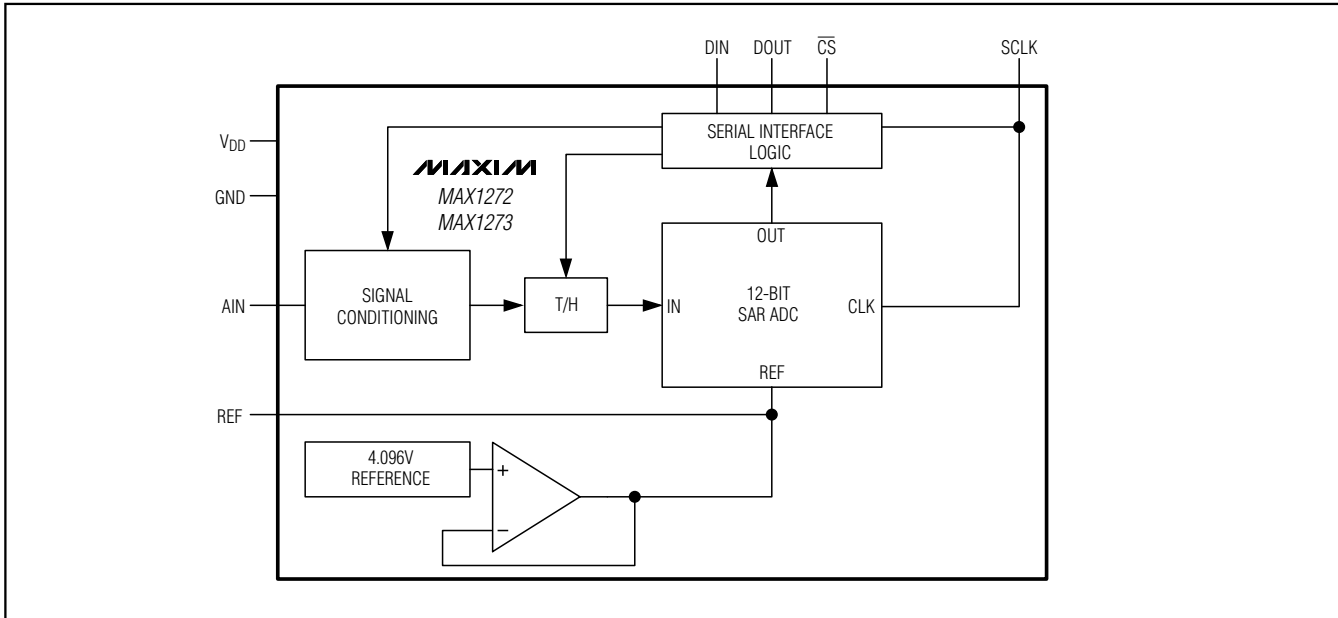 DIN DOUT CS SCLK
VDD
SERIAL INTERFACE
LOGIC
MAXIM
MAX1272
MAX1273
GND
OUT
SIGNAL
CONDITIONING
AIN
T/H
IN
12-BIT
SAR ADC
CLK
REF
REF
4.096V
REFERENCE
+
−